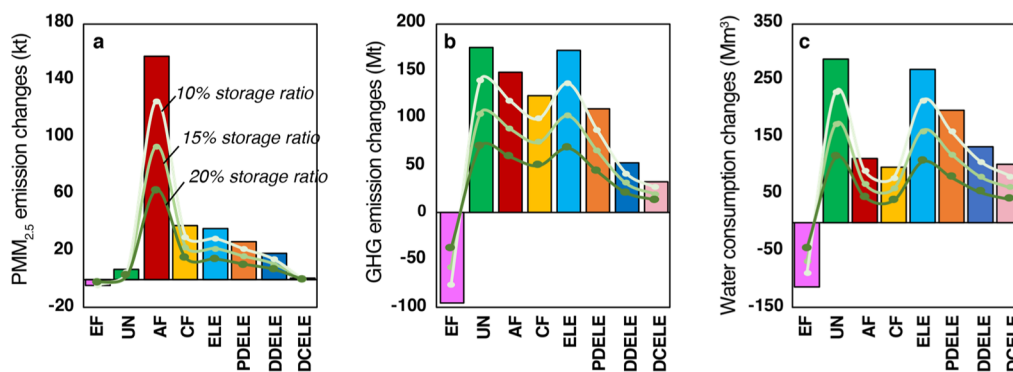 PMM2.5 emission changes (kt)
180
140
100
60
20
-20
a
10% storage ratio
15% storage ratio
20% storage ratio
EF
UN
AF
CF
ELE
PDELE
DDELE
DCELE
GHG emission changes (Mt)
200
150
100
50
0
-50
-100
b
EF
UN
AF
CF
ELE
PDELE
DDELE
DCELE
Water consumption changes (Mm³)
350
250
150
50
-50
-150
c
EF
UN
AF
CF
ELE
PDELE
DDELE
DCELE